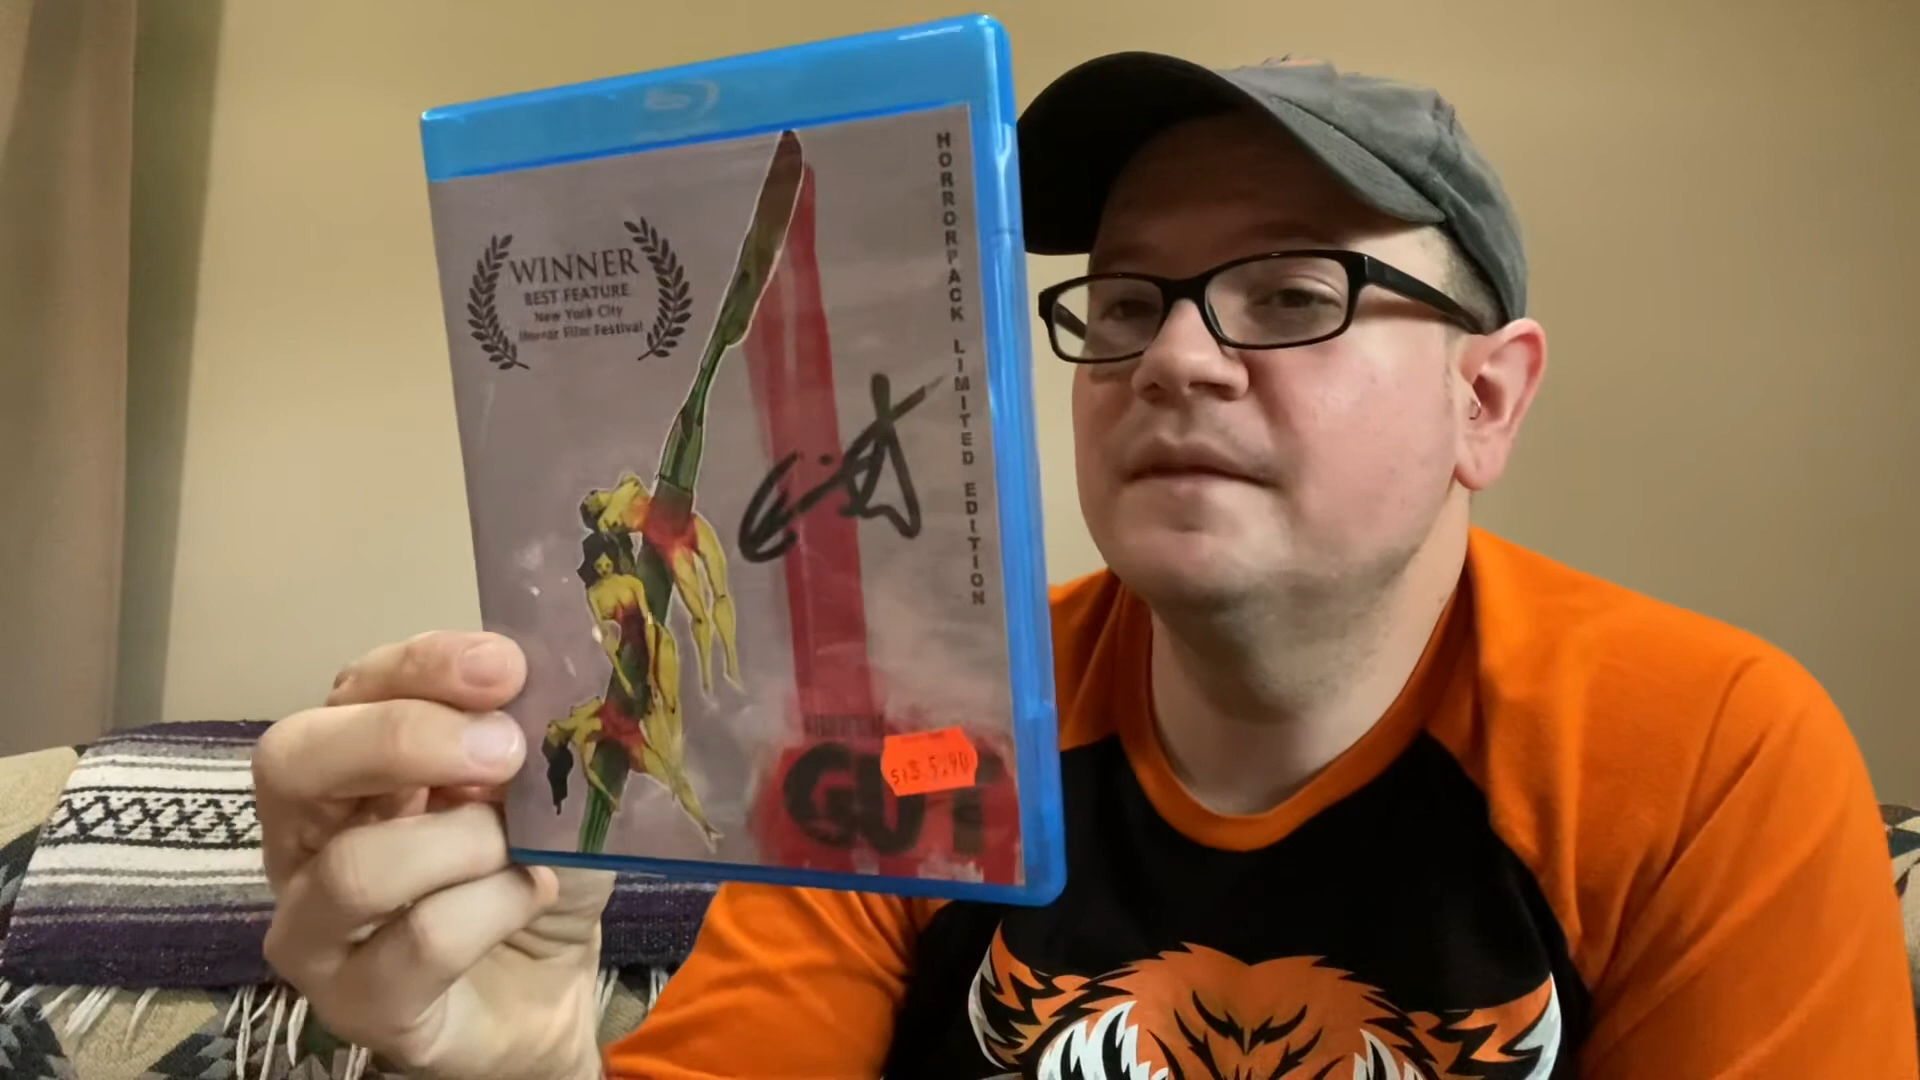 WINNER
BEST FEATURE
New York City
Horror Film Festival
HORRORPACK LIMITED EDITION
GUT